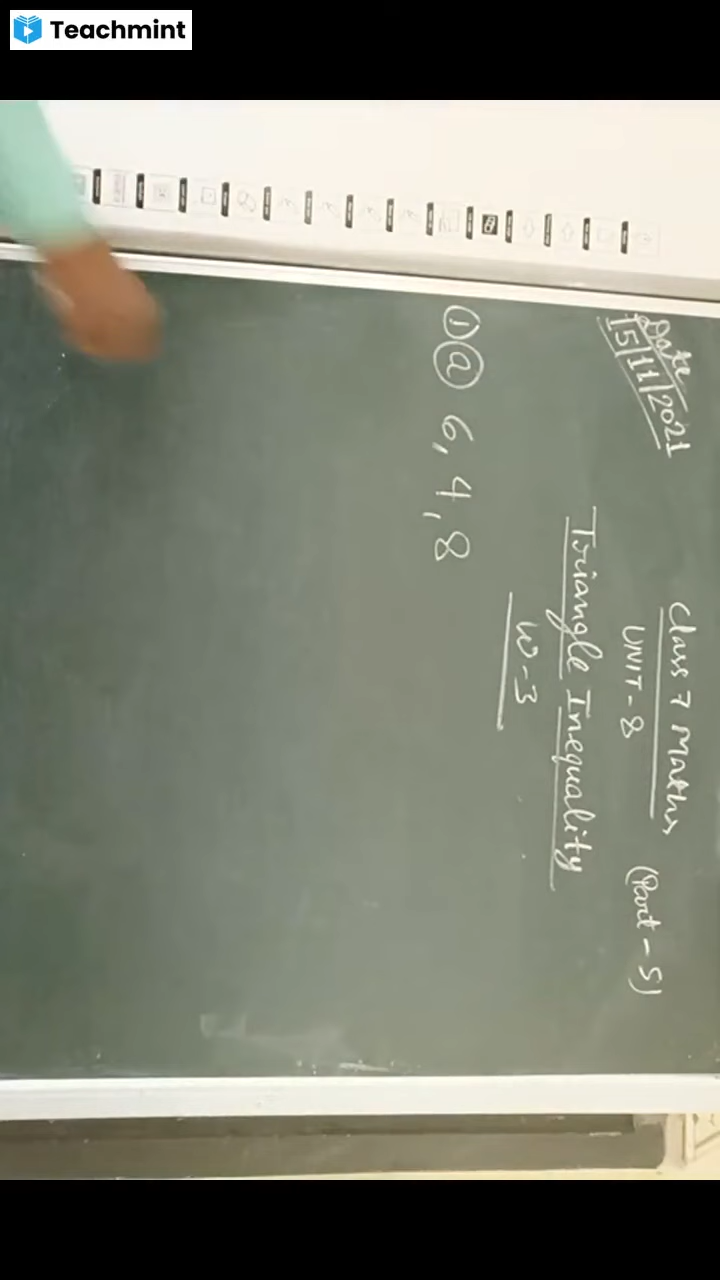 Teachmint
Date
15/11/2021
Class 7 Maths
UNIT - 8
(Part - 5)
Triangle Inequality
W - 3
① ⓐ 6, 4, 8